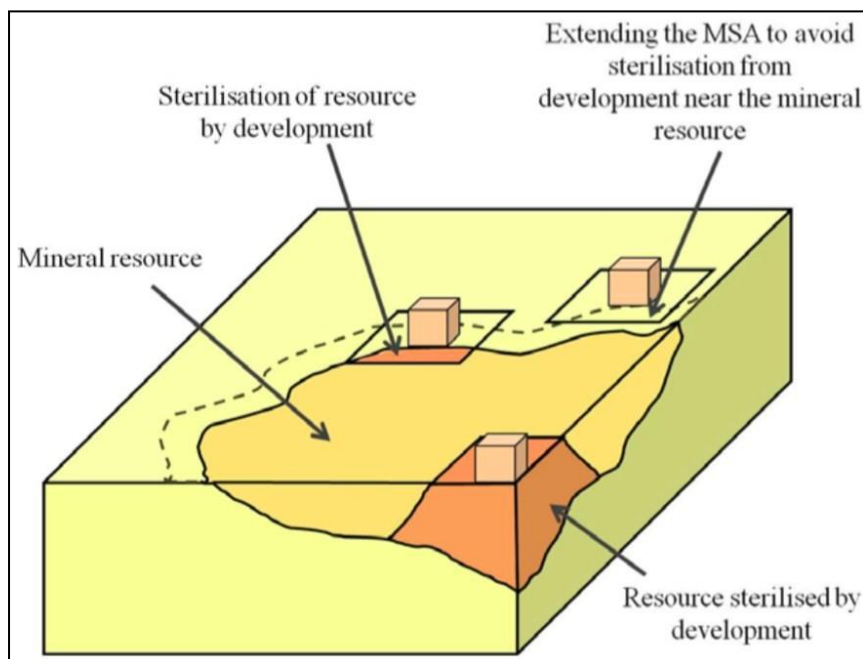 Extending the MSA to avoid
sterilisation from
development near the mineral
resource
Sterilisation of resource
by development
Mineral resource
Resource sterilised by
development